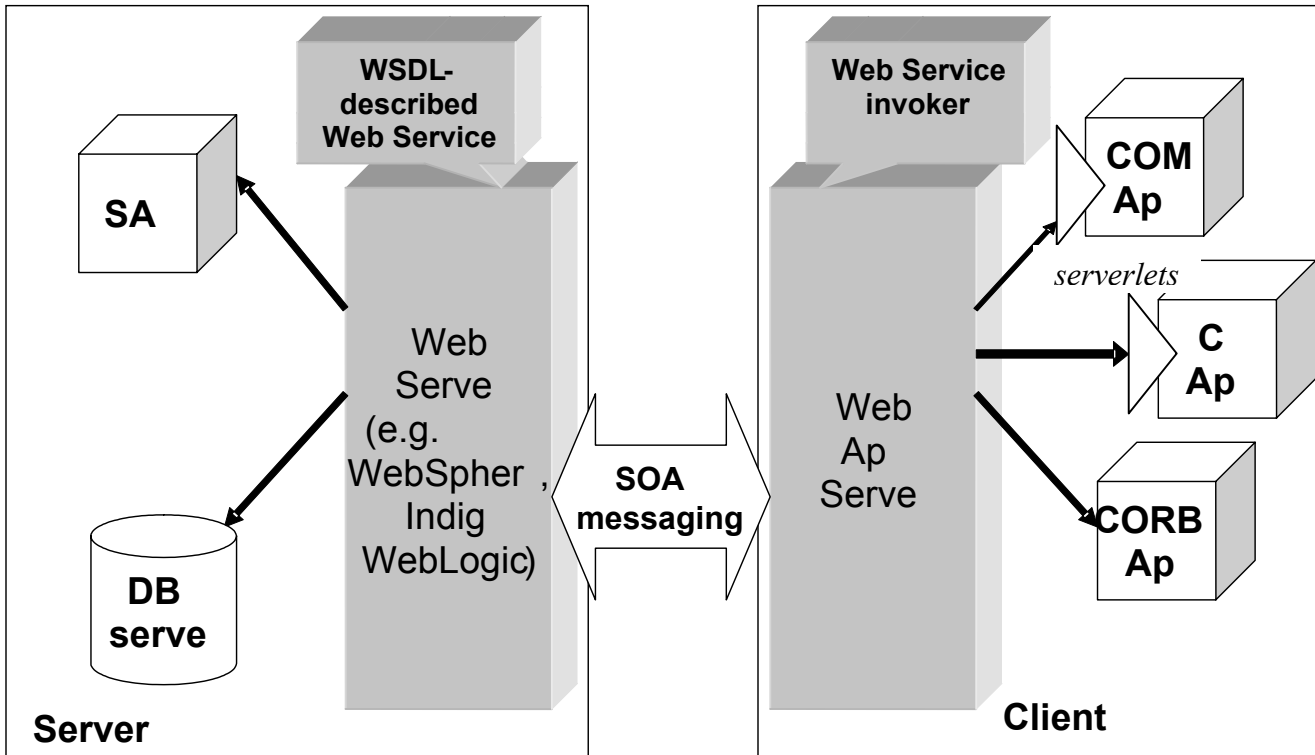 WSDL-
described
Web Service
SA
Web
Serve
(e.g.
WebSpher ,
Indig
WebLogic)
DB
serve
Server
SOA
messaging
Web Service
invoker
Web
Ap
Serve
COM
Ap
serverlets
C
Ap
CORB
Ap
Client